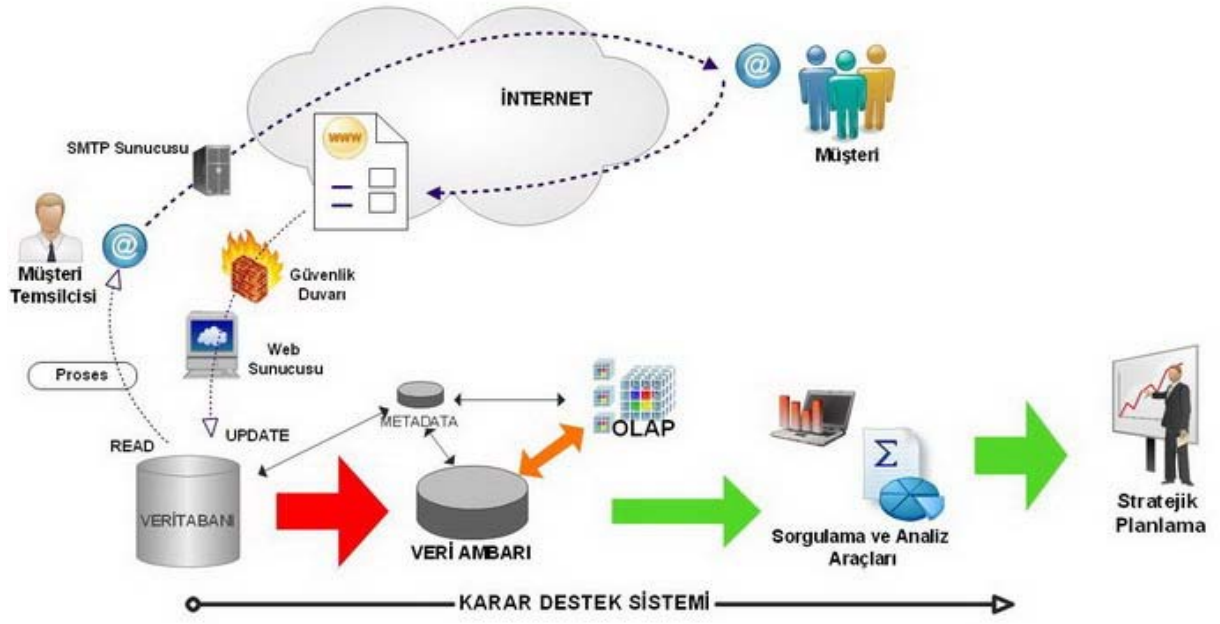 İNTERNET
www
SMTP Sunucusu
Müşteri
@
@
Müşteri
Temsilcisi
Güvenlik
Duvarı
Web
Sunucusu
Proses
READ
UPDATE
METADATA
OLAP
Σ
VERİTABANI
VERİ AMBARI
Sorgulama ve Analiz
Araçları
Stratejik
Planlama
KARAR DESTEK SİSTEMİ